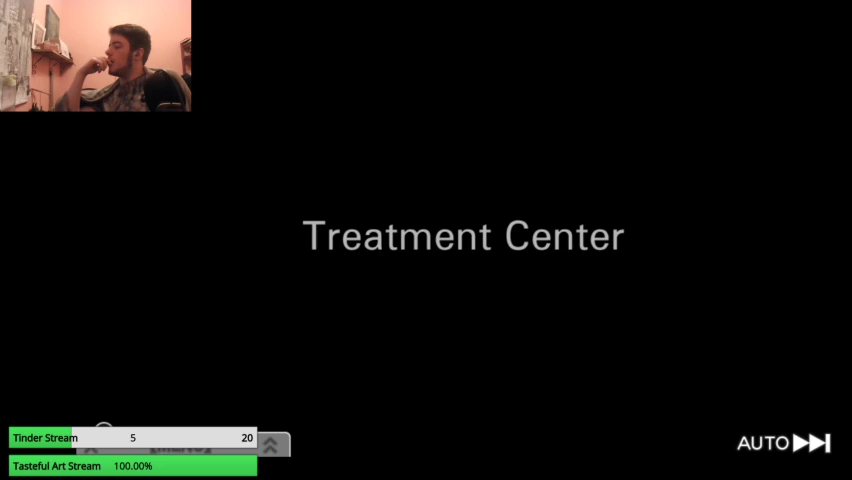 Treatment Center
AUTO
Tinder Stream 5 20
Tasteful Art Stream 100.00%